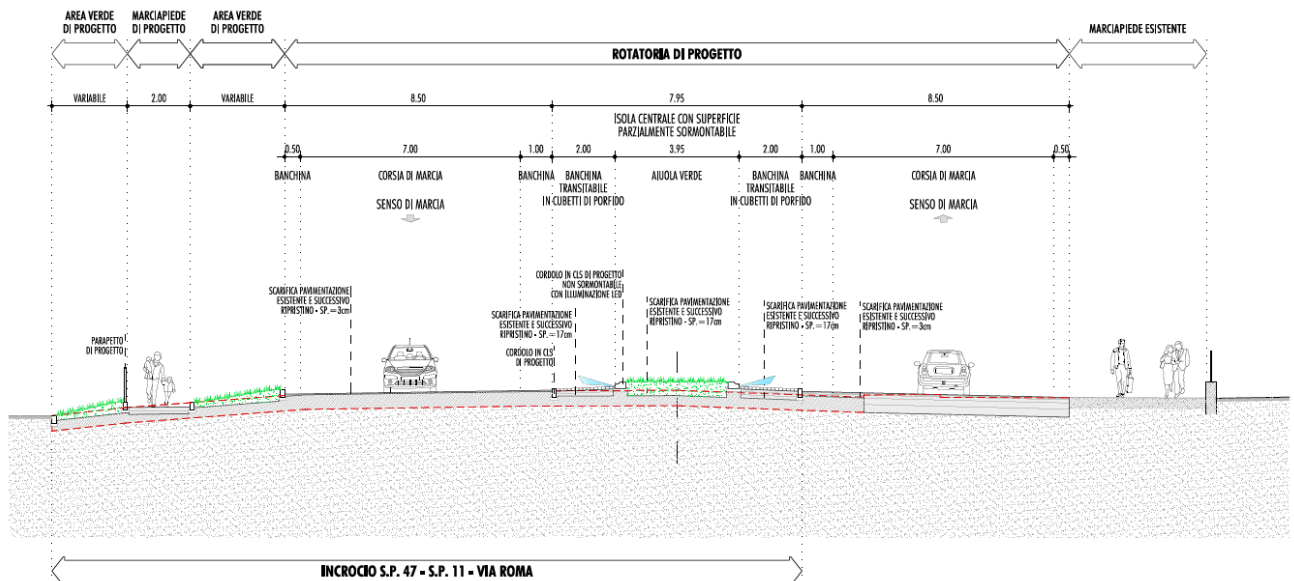 AREA VERDE
DI PROGETTO
MARCIAPIEDE
DI PROGETTO
AREA VERDE
DI PROGETTO
ROTATORIA DI PROGETTO
MARCIAPIEDE ESISTENTE
VARIABILE
2.00
VARIABILE
8.50
7.95
8.50
ISOLA CENTRALE CON SUPERFICIE
PARZIALMENTE SORMONTABILE
0.50
7.00
1.00
2.00
3.95
2.00
1.00
7.00
0.50
BANCHINA
CORSIA DI MARCIA
SENSO DI MARCIA
BANCHINA
BANCHINA
TRANSITABILE
IN CUBETTI DI PORFIDO
AIUOLA VERDE
BANCHINA
TRANSITABILE
IN CUBETTI DI PORFIDO
BANCHINA
CORSIA DI MARCIA
SENSO DI MARCIA
SCARIFICA PAVIMENTAZIONE
ESISTENTE E SUCCESSIVO
RIPRISTINO - SP. = 3cm
CORDOLO IN CLS DI PROGETTO
NON SORMONTABILE
CON ILLUMINAZIONE LED
SCARIFICA PAVIMENTAZIONE
ESISTENTE E SUCCESSIVO
RIPRISTINO - SP. = 17cm
CORDOLO IN CLS
DI PROGETTO
SCARIFICA PAVIMENTAZIONE
ESISTENTE E SUCCESSIVO
RIPRISTINO - SP. = 17cm
SCARIFICA PAVIMENTAZIONE
ESISTENTE E SUCCESSIVO
RIPRISTINO - SP. = 17cm
SCARIFICA PAVIMENTAZIONE
ESISTENTE E SUCCESSIVO
RIPRISTINO - SP. = 3cm
PARAPETTO
DI PROGETTO
INCROCIO S.P. 47 - S.P. 11 - VIA ROMA